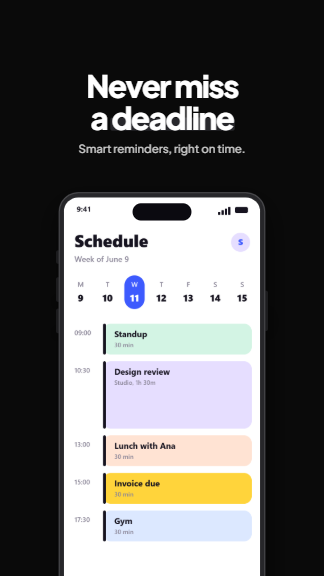 Never miss
a deadline
Smart reminders, right on time.
9:41
Schedule
S
Week of June 9
M T W T F S S
9 10 11 12 13 14 15
09:00 Standup
30 min
10:30 Design review
Studio, 1h 30m
13:00 Lunch with Ana
30 min
15:00 Invoice due
30 min
17:30 Gym
30 min